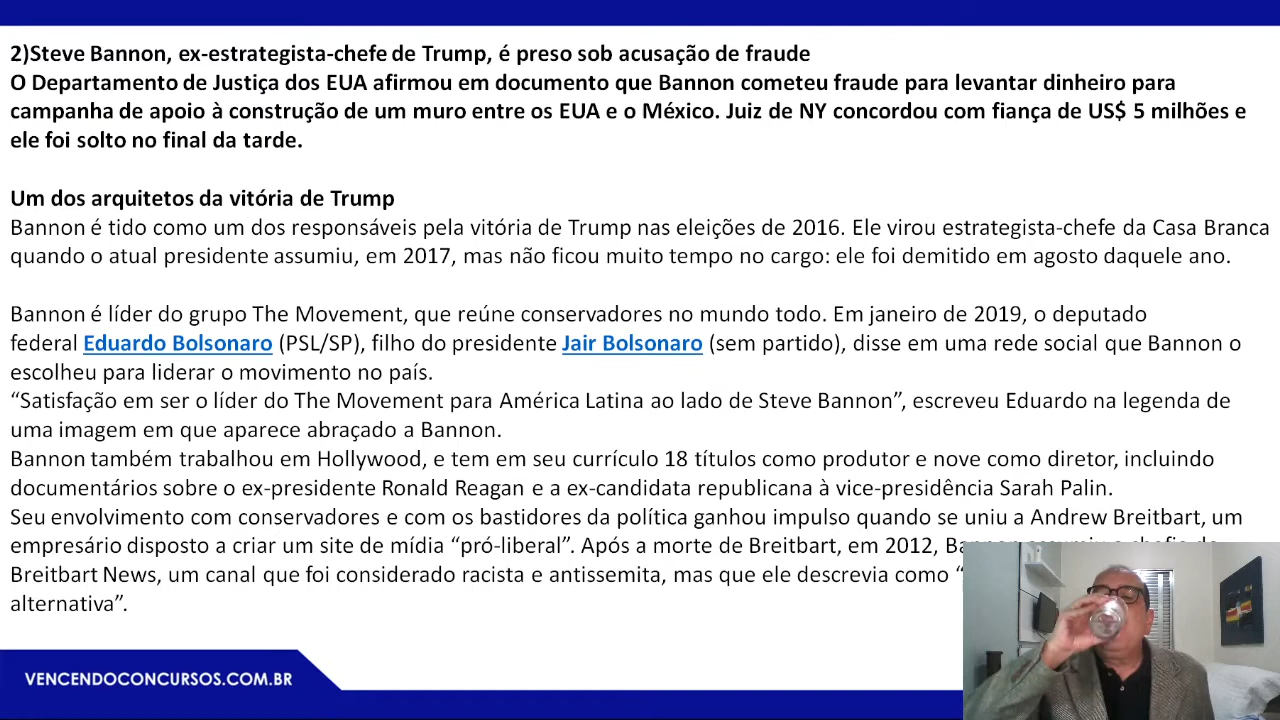 2)Steve Bannon, ex-estrategista-chefe de Trump, é preso sob acusação de fraude
O Departamento de Justiça dos EUA afirmou em documento que Bannon cometeu fraude para levantar dinheiro para
campanha de apoio à construção de um muro entre os EUA e o México. Juiz de NY concordou com fiança de US$ 5 milhões e
ele foi solto no final da tarde.
Um dos arquitetos da vitória de Trump
Bannon é tido como um dos responsáveis pela vitória de Trump nas eleições de 2016. Ele virou estrategista-chefe da Casa Branca
quando o atual presidente assumiu, em 2017, mas não ficou muito tempo no cargo: ele foi demitido em agosto daquele ano.
Bannon é líder do grupo The Movement, que reúne conservadores no mundo todo. Em janeiro de 2019, o deputado
federal Eduardo Bolsonaro (PSL/SP), filho do presidente Jair Bolsonaro (sem partido), disse em uma rede social que Bannon o
escolheu para liderar o movimento no país.
“Satisfação em ser o líder do The Movement para América Latina ao lado de Steve Bannon”, escreveu Eduardo na legenda de
uma imagem em que aparece abraçado a Bannon.
Bannon também trabalhou em Hollywood, e tem em seu currículo 18 títulos como produtor e nove como diretor, incluindo
documentários sobre o ex-presidente Ronald Reagan e a ex-candidata republicana à vice-presidência Sarah Palin.
Seu envolvimento com conservadores e com os bastidores da política ganhou impulso quando se uniu a Andrew Breitbart, um
empresário disposto a criar um site de mídia “pró-liberal”. Após a morte de Breitbart, em 2012,
Breitbart News, um canal que foi considerado racista e antissemita, mas que ele descrevia como “
alternativa”.
VENCENDOCONCURSOS.COM.BR